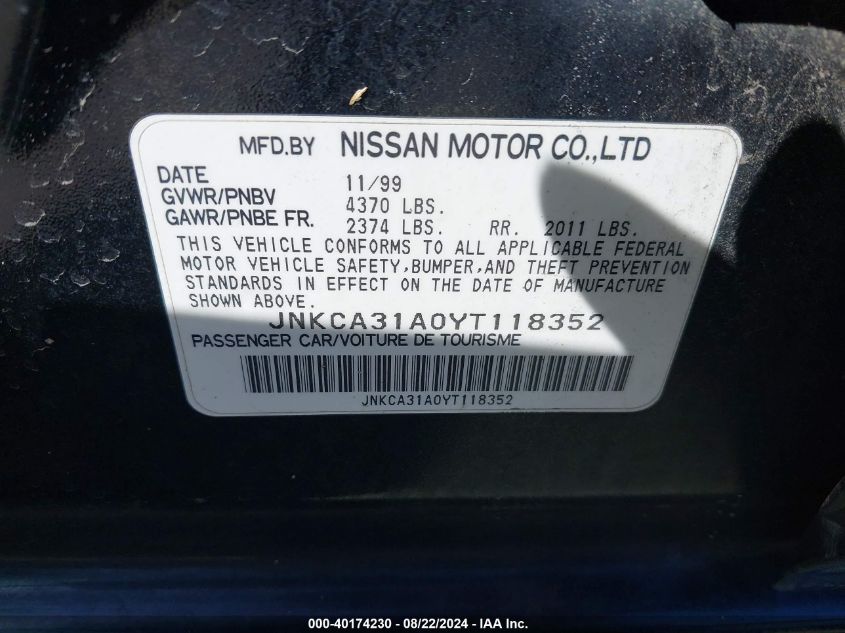 MFD.BY NISSAN MOTOR CO.,LTD
DATE 11/99
GVWR/PNBV 4370 LBS.
GAWR/PNBE FR. 2374 LBS. RR. 2011 LBS.
THIS VEHICLE CONFORMS TO ALL APPLICABLE FEDERAL
MOTOR VEHICLE SAFETY,BUMPER,AND THEFT PREVENTION
STANDARDS IN EFFECT ON THE DATE OF MANUFACTURE
SHOWN ABOVE.
JNKCA31A0YT118352
PASSENGER CAR/VOITURE DE TOURISME
JNKCA31A0YT118352
000-40174230 - 08/22/2024 - IAA Inc.